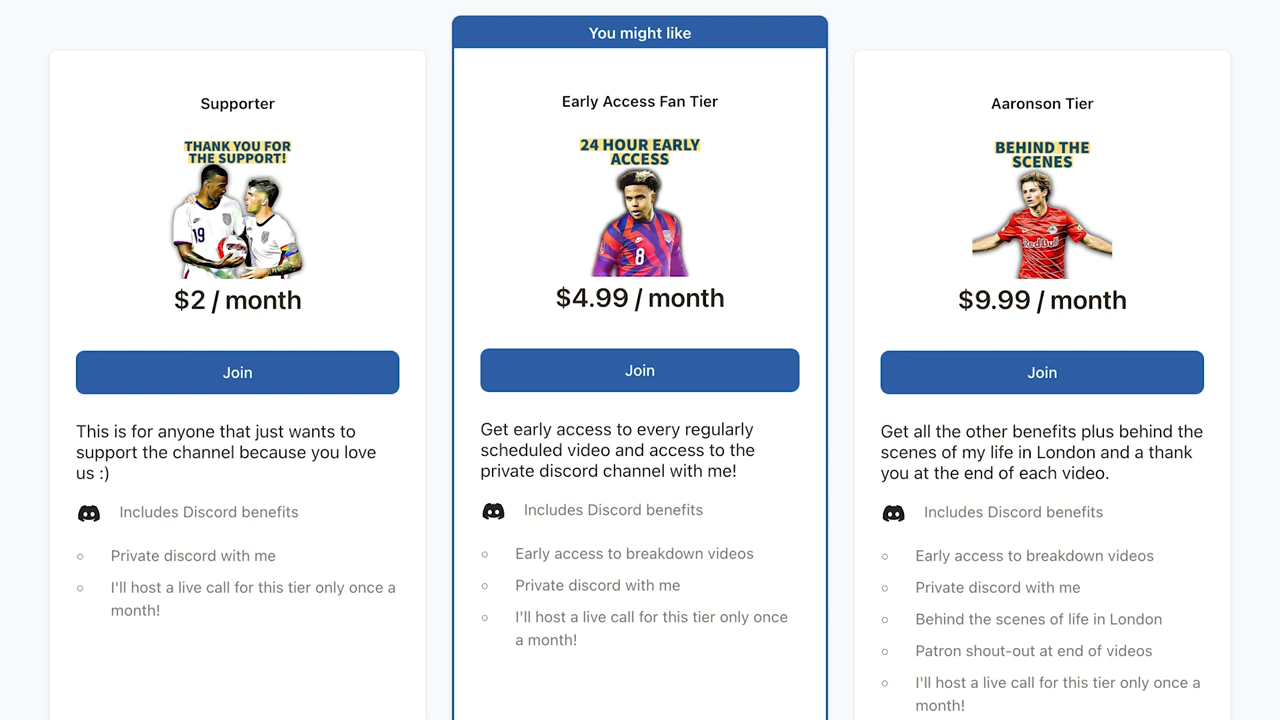 You might like
Supporter
THANK YOU FOR
THE SUPPORT!
19
$2 / month
Join
This is for anyone that just wants to
support the channel because you love
us :)
Includes Discord benefits
Private discord with me
I'll host a live call for this tier only once a
month!
Early Access Fan Tier
24 HOUR EARLY
ACCESS
8
$4.99 / month
Join
Get early access to every regularly
scheduled video and access to the
private discord channel with me!
Includes Discord benefits
Early access to breakdown videos
Private discord with me
I'll host a live call for this tier only once
a month!
Aaronson Tier
BEHIND THE
SCENES
RedBull
$9.99 / month
Join
Get all the other benefits plus behind the
scenes of my life in London and a thank
you at the end of each video.
Includes Discord benefits
Early access to breakdown videos
Private discord with me
Behind the scenes of life in London
Patron shout-out at end of videos
I'll host a live call for this tier only once a
month!